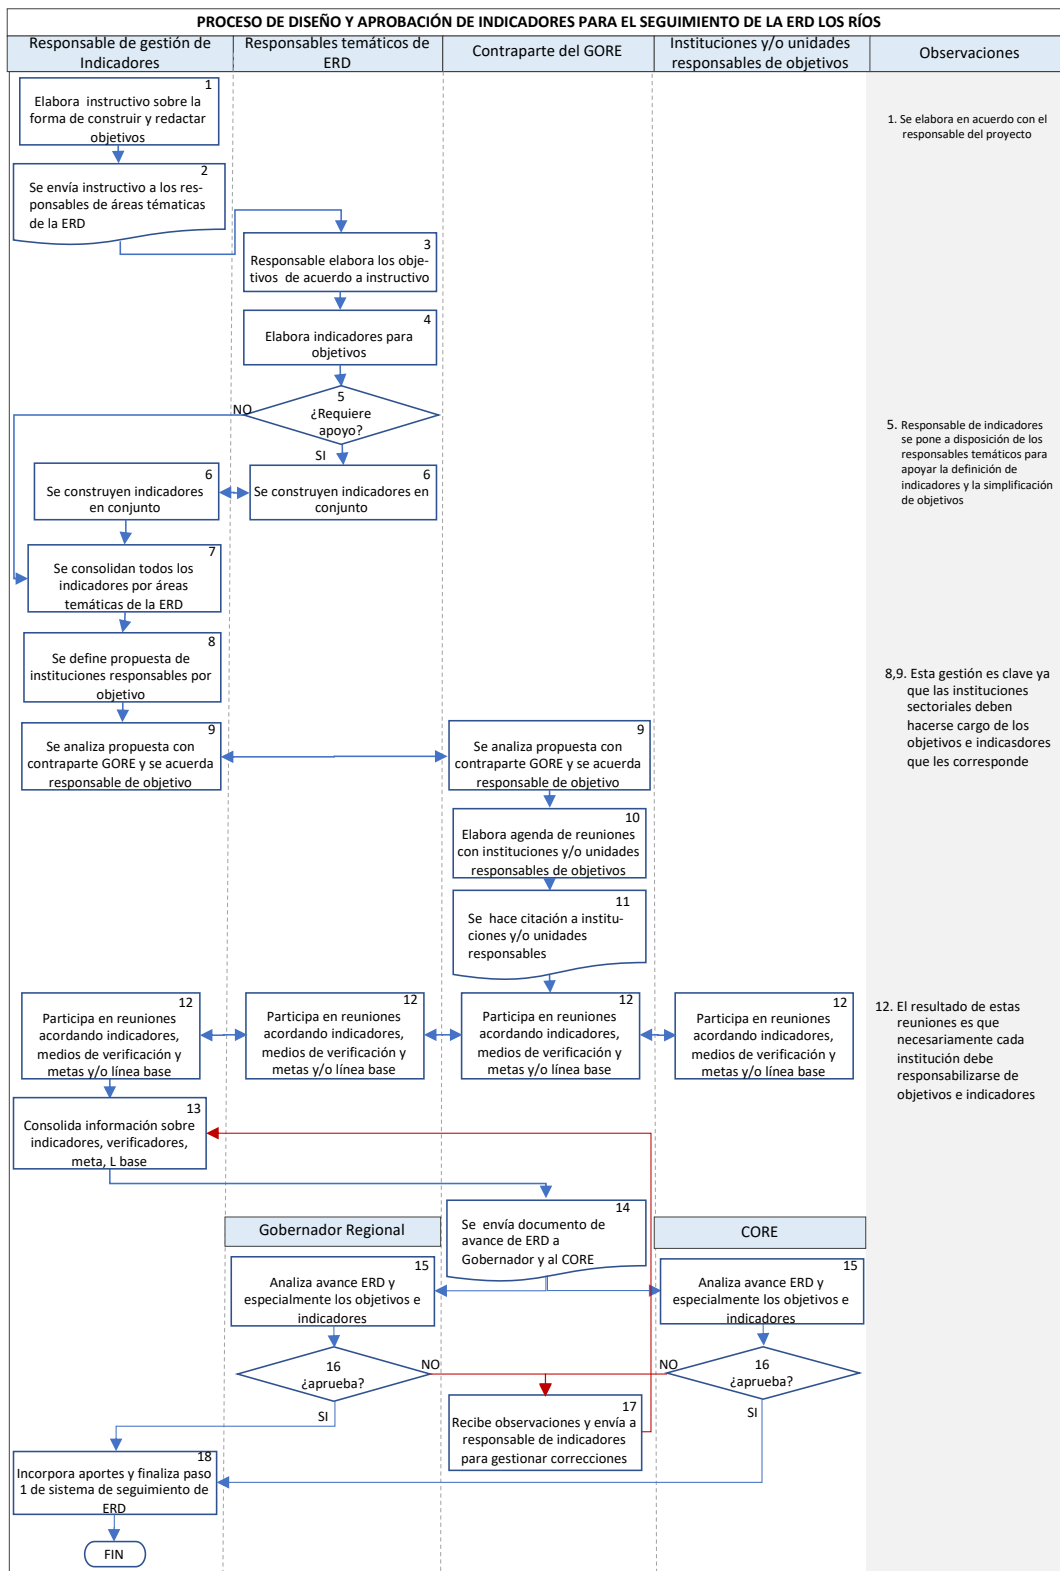 PROCESO DE DISEÑO Y APROBACIÓN DE INDICADORES PARA EL SEGUIMIENTO DE LA ERD LOS RÍOS
Responsable de gestión de
Indicadores
Responsables temáticos de
ERD
Contraparte del GORE
Instituciones y/o unidades
responsables de objetivos
Observaciones
1
Elabora instructivo sobre la
forma de construir y redactar
objetivos
1. Se elabora en acuerdo con el
responsable del proyecto
2
Se envía instructivo a los res-
ponsables de áreas tématicas
de la ERD
3
Responsable elabora los obje-
tivos de acuerdo a instructivo
4
Elabora indicadores para
objetivos
5
¿Requiere
apoyo?
NO
SI
5. Responsable de indicadores
se pone a disposición de los
responsables temáticos para
apoyar la definición de
indicadores y la simplificación
de objetivos
6
Se construyen indicadores
en conjunto
6
Se construyen indicadores en
conjunto
7
Se consolidan todos los
indicadores por áreas
temáticas de la ERD
8
Se define propuesta de
instituciones responsables por
objetivo
8,9. Esta gestión es clave ya
que las instituciones
sectoriales deben
hacerse cargo de los
objetivos e indicasdores
que les corresponde
9
Se analiza propuesta con
contraparte GORE y se acuerda
responsable de objetivo
9
Se analiza propuesta con
contraparte GORE y se acuerda
responsable de objetivo
10
Elabora agenda de reuniones
con instituciones y/o unidades
responsables de objetivos
11
Se hace citación a institu-
ciones y/o unidades
responsables
12
Participa en reuniones
acordando indicadores,
medios de verificación y
metas y/o línea base
12
Participa en reuniones
acordando indicadores,
medios de verificación y
metas y/o línea base
12
Participa en reuniones
acordando indicadores,
medios de verificación y
metas y/o línea base
12
Participa en reuniones
acordando indicadores,
medios de verificación y
metas y/o línea base
12. El resultado de estas
reuniones es que
necesariamente cada
institución debe
responsabilizarse de
objetivos e indicadores
13
Consolida información sobre
indicadores, verificadores,
meta, L base
14
Se envía documento de
avance de ERD a
Gobernador y al CORE
Gobernador Regional
CORE
15
Analiza avance ERD y
especialmente los objetivos e
indicadores
15
Analiza avance ERD y
especialmente los objetivos e
indicadores
16
¿aprueba?
NO
SI
NO
16
¿aprueba?
SI
17
Recibe observaciones y envía a
responsable de indicadores
para gestionar correcciones
18
Incorpora aportes y finaliza paso
1 de sistema de seguimiento de
ERD
FIN